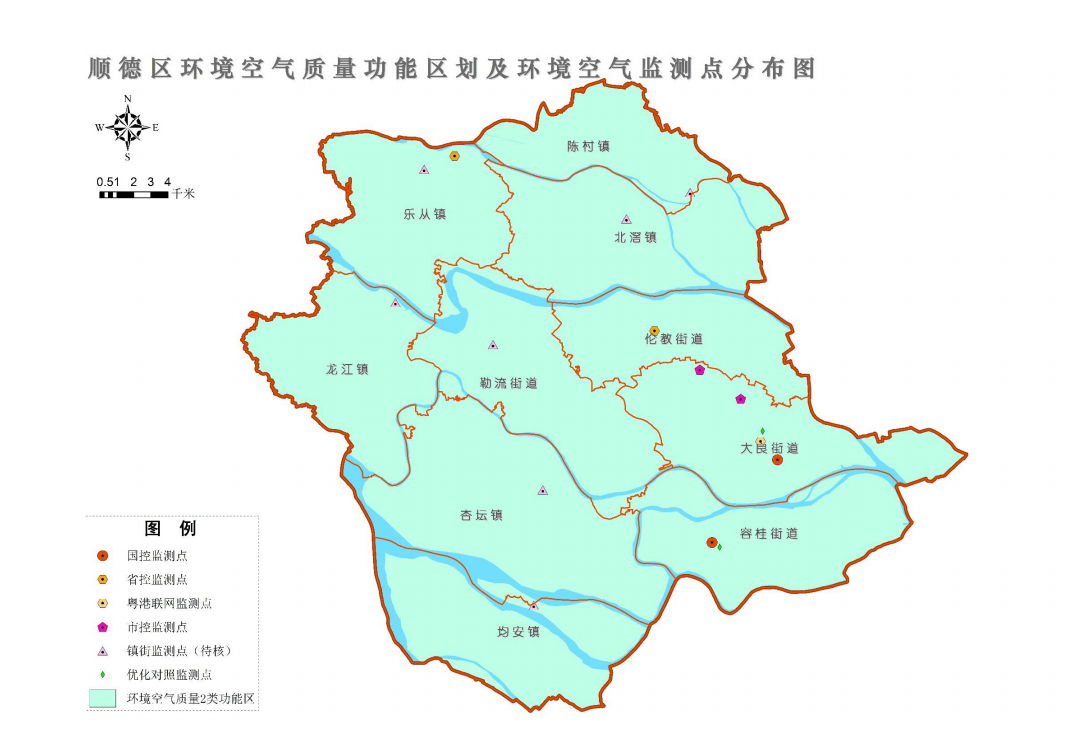 顺德区环境空气质量功能区划及环境空气监测点分布图
N
W E
S
0.51 2 3 4
千米
陈村镇
乐从镇
北滘镇
伦教街道
龙江镇
勒流街道
大良街道
杏坛镇
容桂街道
均安镇
图 例
国控监测点
省控监测点
粤港联网监测点
市控监测点
镇街监测点（待核）
优化对照监测点
环境空气质量2类功能区